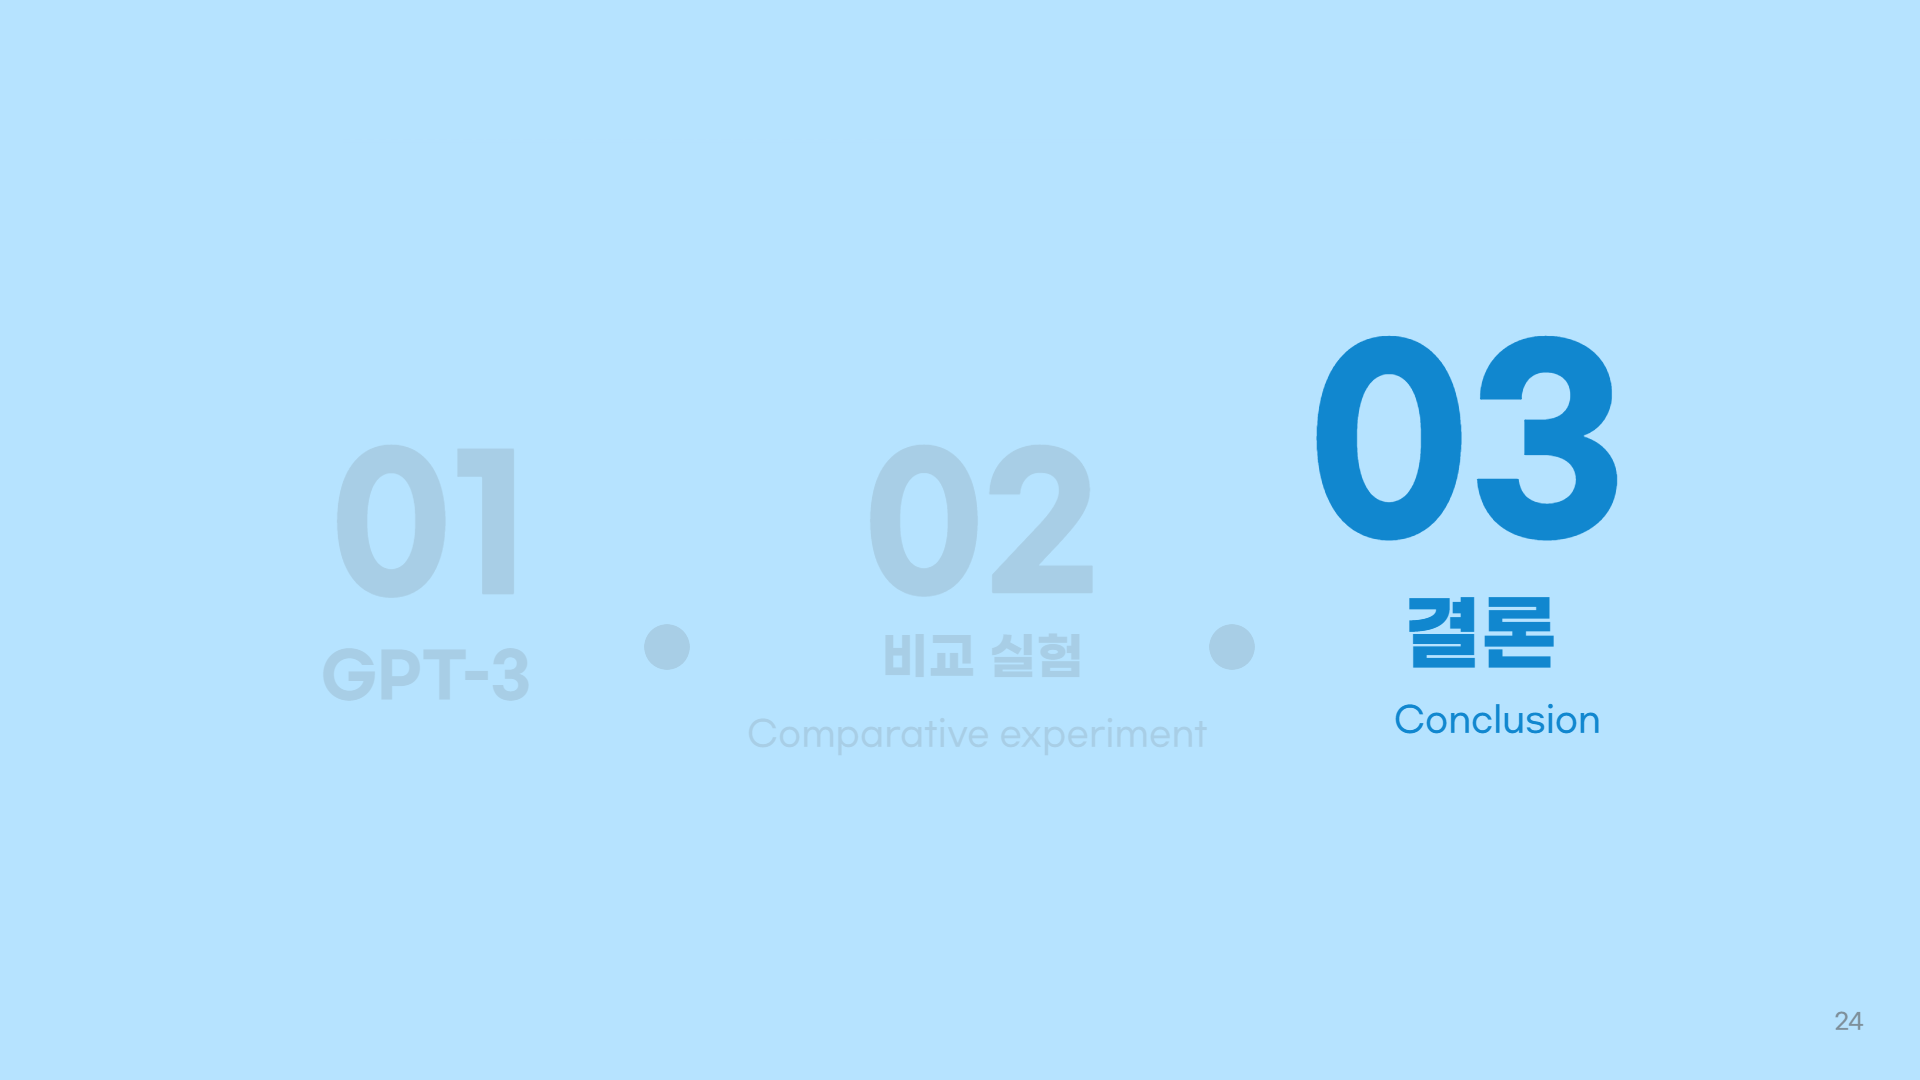 01
GPT-3
02
비교 실험
Comparative experiment
03
결론
Conclusion
24